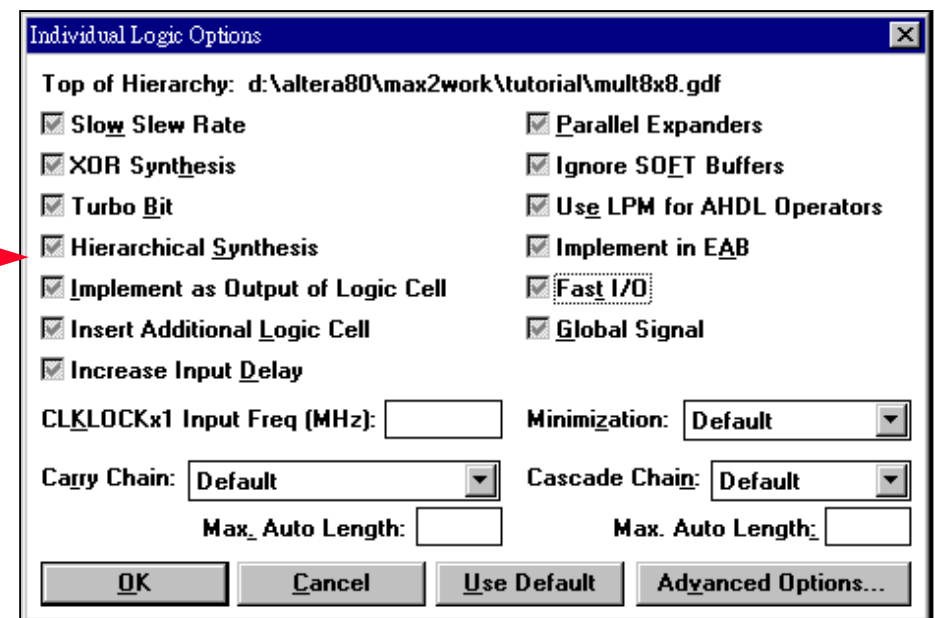 Individual Logic Options
Top of Hierarchy: d:\altera80\max2work\tutorial\mult8x8.gdf
Slow Slew Rate
Parallel Expanders
XOR Synthesis
Ignore SOFT Buffers
Turbo Bit
Use LPM for AHDL Operators
Hierarchical Synthesis
Implement in EAB
Implement as Output of Logic Cell
Fast I/O
Insert Additional Logic Cell
Global Signal
Increase Input Delay
CLKLOCKx1 Input Freq (MHz):
Minimization: Default
Carry Chain: Default
Cascade Chain: Default
Max. Auto Length:
Max. Auto Length:
OK
Cancel
Use Default
Advanced Options...